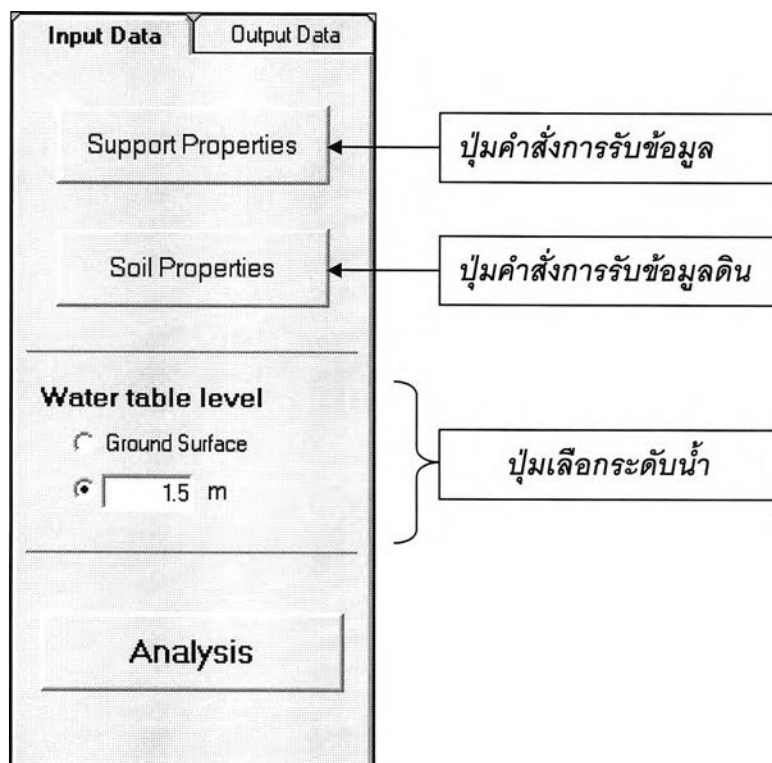 Input Data
Output Data
Support Properties
ปุ่มคำสั่งการรับข้อมูล
Soil Properties
ปุ่มคำสั่งการรับข้อมูลดิน
Water table level
Ground Surface
1.5 m
ปุ่มเลือกระดับน้ำ
Analysis